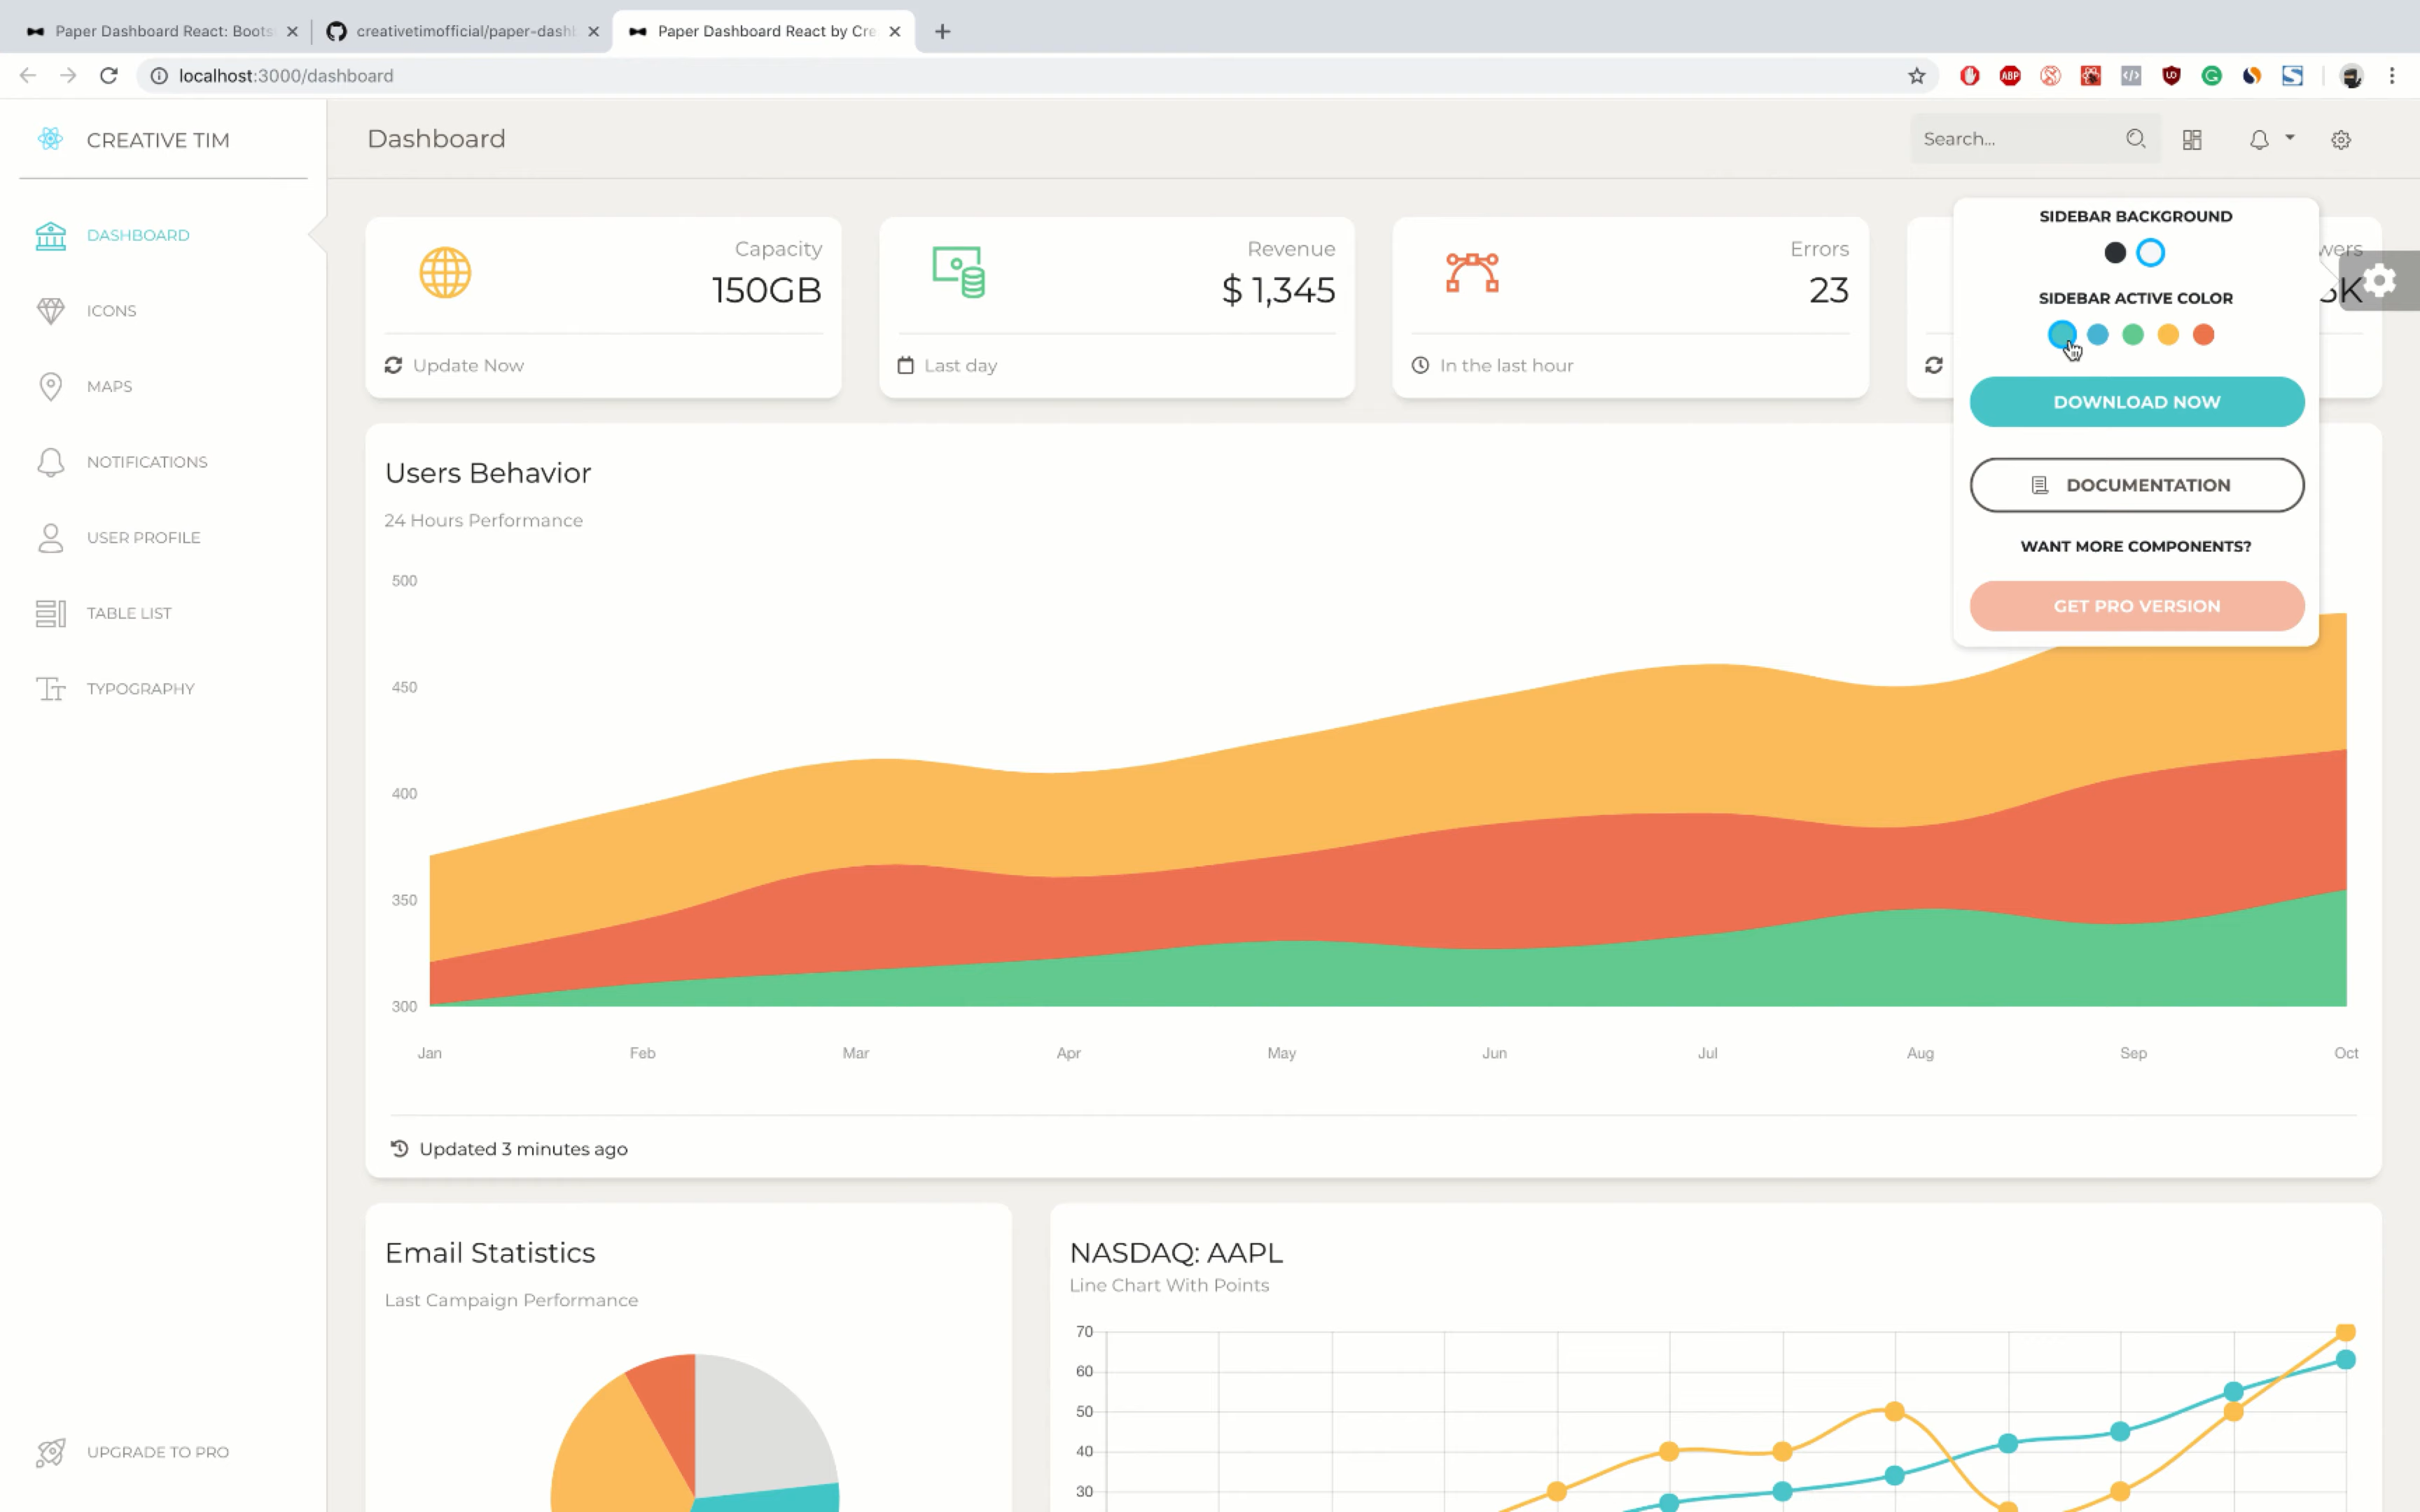 Paper Dashboard React: Boots
creativetimofficial/paper-dash
Paper Dashboard React by Cre
localhost:3000/dashboard
ABP
CREATIVE TIM
Dashboard
Search...
DASHBOARD
ICONS
MAPS
NOTIFICATIONS
USER PROFILE
TABLE LIST
TYPOGRAPHY
UPGRADE TO PRO
Capacity
150GB
Update Now
Revenue
$ 1,345
Last day
Errors
23
In the last hour
wers
K
SIDEBAR BACKGROUND
SIDEBAR ACTIVE COLOR
DOWNLOAD NOW
DOCUMENTATION
WANT MORE COMPONENTS?
GET PRO VERSION
Users Behavior
24 Hours Performance
500
450
400
350
300
Jan Feb Mar Apr May Jun Jul Aug Sep Oct
Updated 3 minutes ago
Email Statistics
Last Campaign Performance
NASDAQ: AAPL
Line Chart With Points
70
60
50
40
30